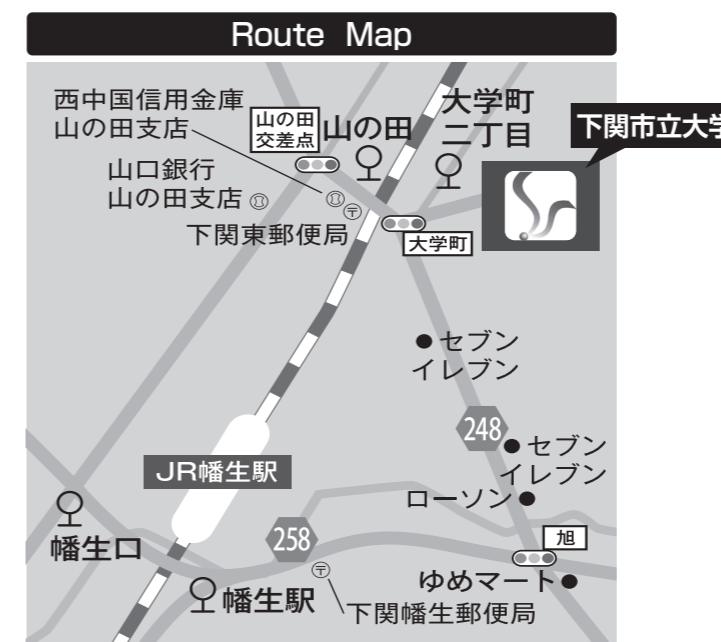 Route Map
西中国信用金庫
山の田支店
山の田
交差点
山の田
大学町
二丁目
下関市立大学
山口銀行
山の田支店
〒
下関東郵便局
大学町
セブン
イレブン
248
セブン
イレブン
ローソン
JR幡生駅
幡生口
258
旭
〒
ゆめマート
幡生駅
下関幡生郵便局